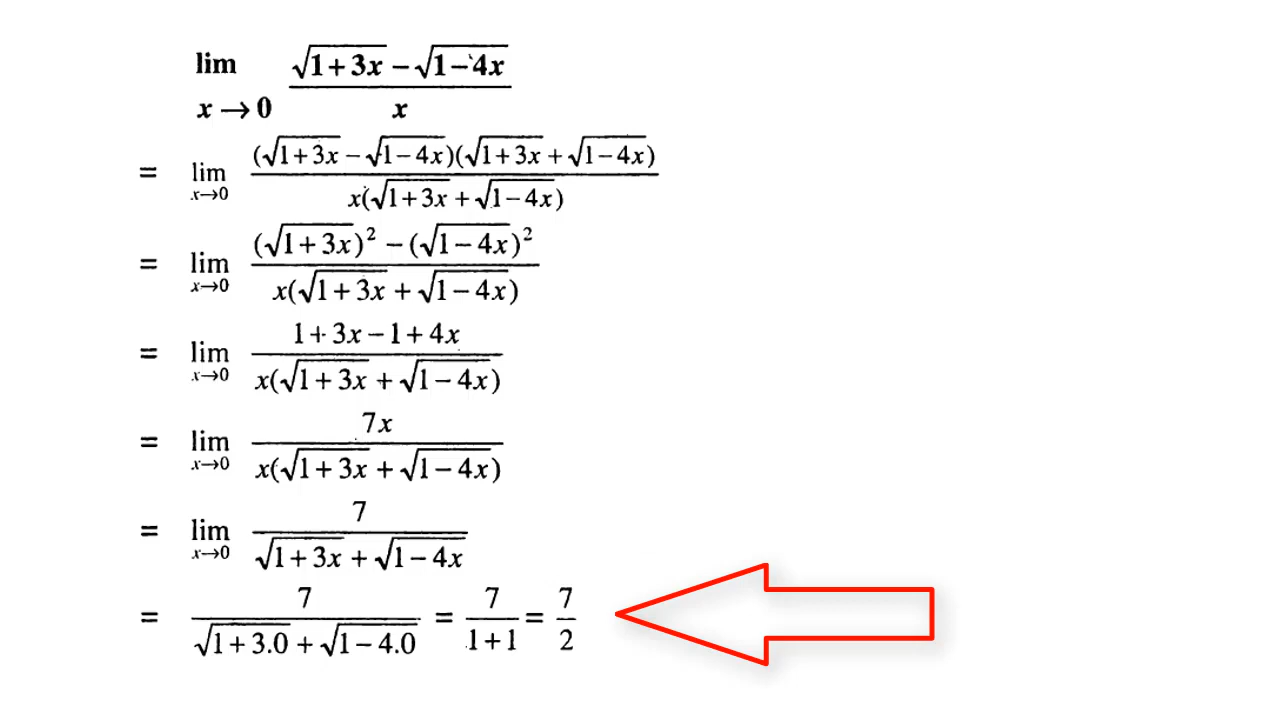 lim x→0 (√(1+3x) − √(1−4x)) / x
= lim x→0 ((√(1+3x) − √(1−4x))(√(1+3x) + √(1−4x))) / (x(√(1+3x) + √(1−4x)))
= lim x→0 ((√(1+3x))² − (√(1−4x))²) / (x(√(1+3x) + √(1−4x)))
= lim x→0 (1+3x−1+4x) / (x(√(1+3x) + √(1−4x)))
= lim x→0 7x / (x(√(1+3x) + √(1−4x)))
= lim x→0 7 / (√(1+3x) + √(1−4x))
= 7 / (√(1+3.0) + √(1−4.0)) = 7 / (1+1) = 7/2